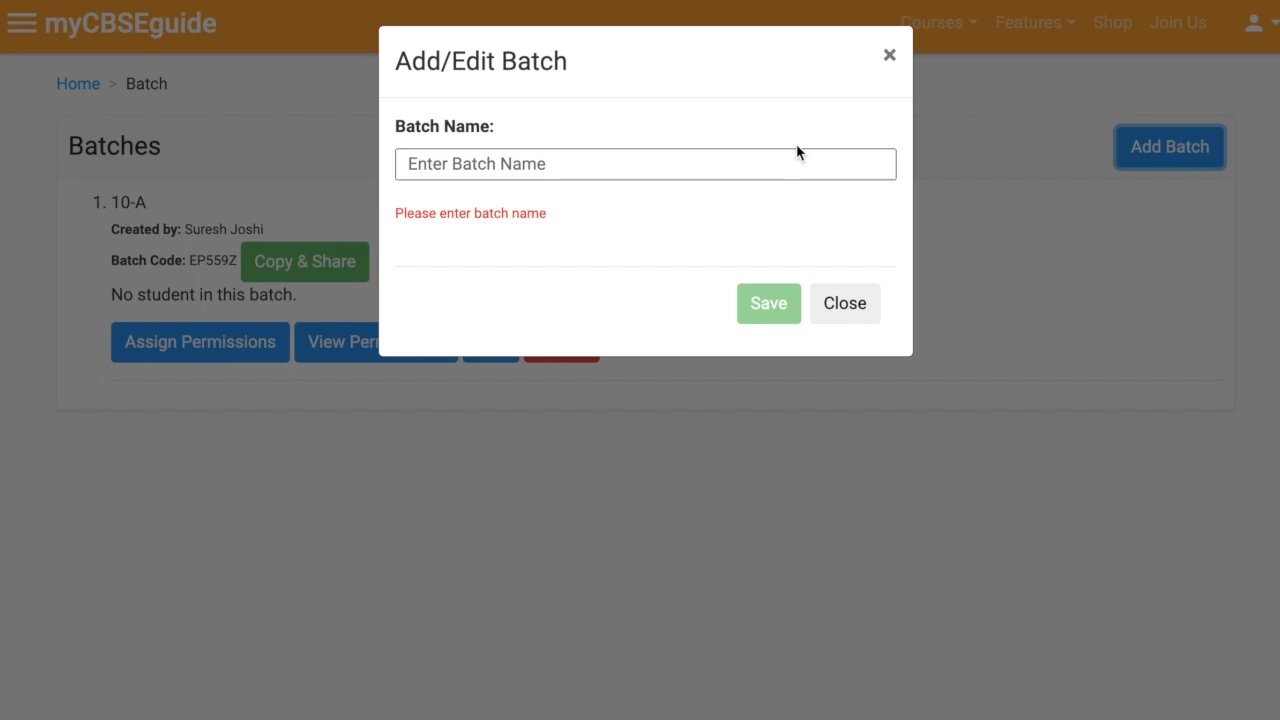 myCBSEguide
Courses Features Shop Join Us
Home > Batch
Batches
Add Batch
1. 10-A
Created by: Suresh Joshi
Batch Code: EP559Z Copy & Share
No student in this batch.
Assign Permissions View
Add/Edit Batch ×
Batch Name:
Enter Batch Name
Please enter batch name
Save Close